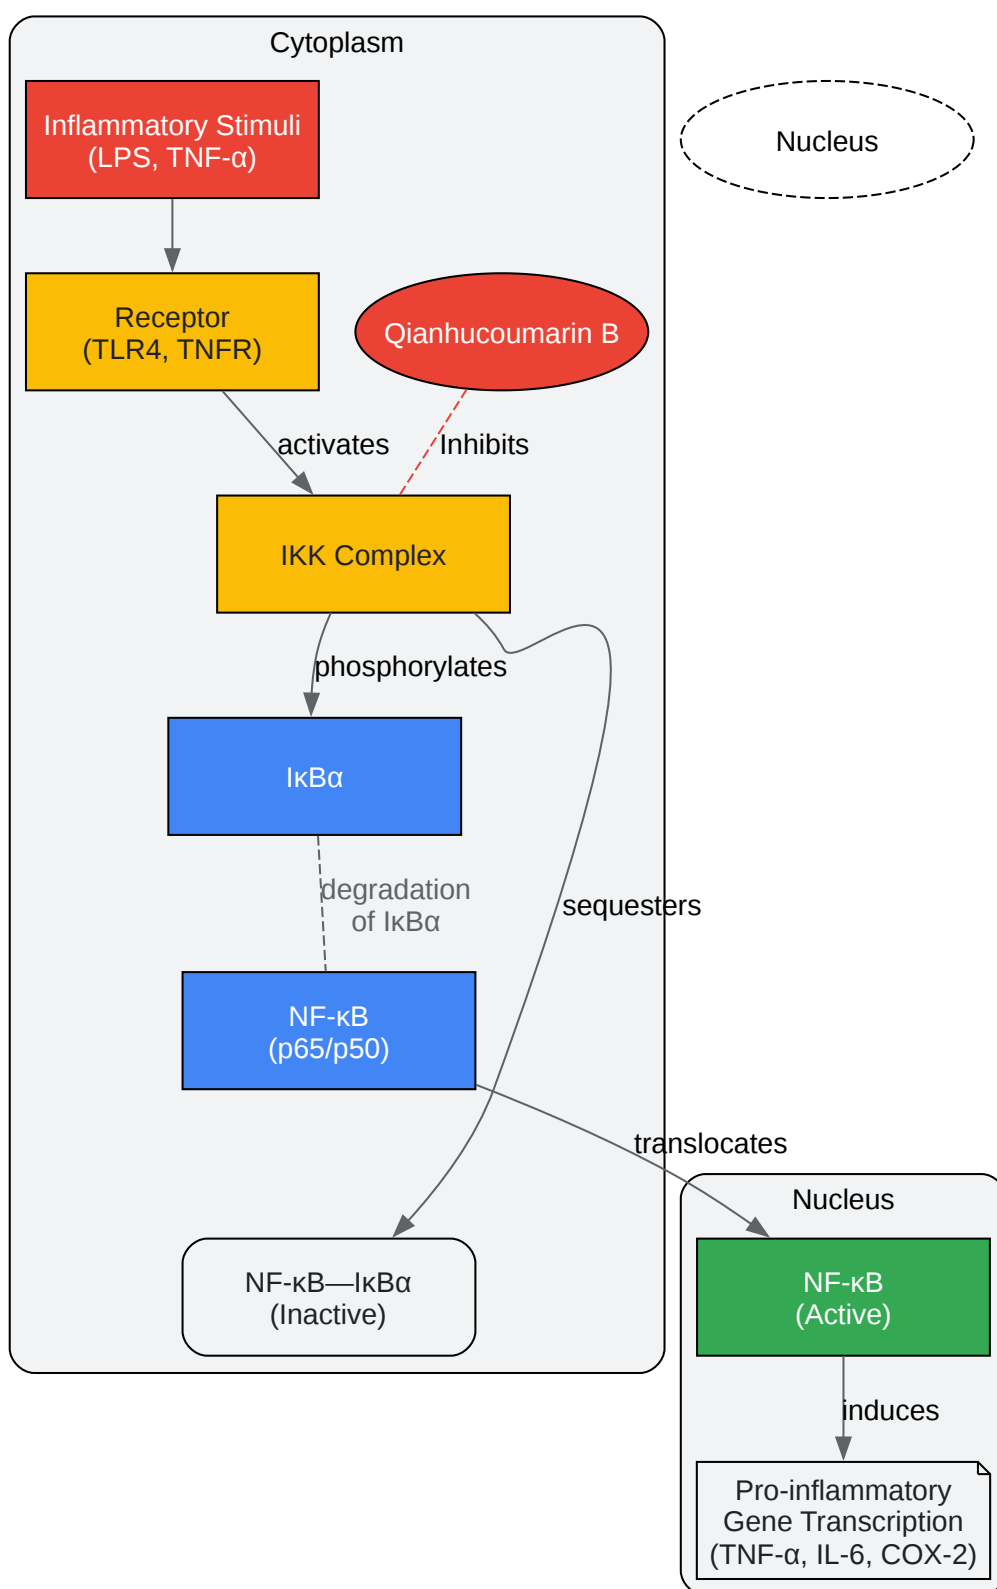 Cytoplasm
Inflammatory Stimuli
(LPS, TNF-α)
Nucleus
Receptor
(TLR4, TNFR)
Qianhucoumarin B
activates
Inhibits
IKK Complex
phosphorylates
IκBα
degradation
of IκBα
sequesters
NF-κB
(p65/p50)
translocates
Nucleus
NF-κB—IκBα
(Inactive)
NF-κB
(Active)
induces
Pro-inflammatory
Gene Transcription
(TNF-α, IL-6, COX-2)